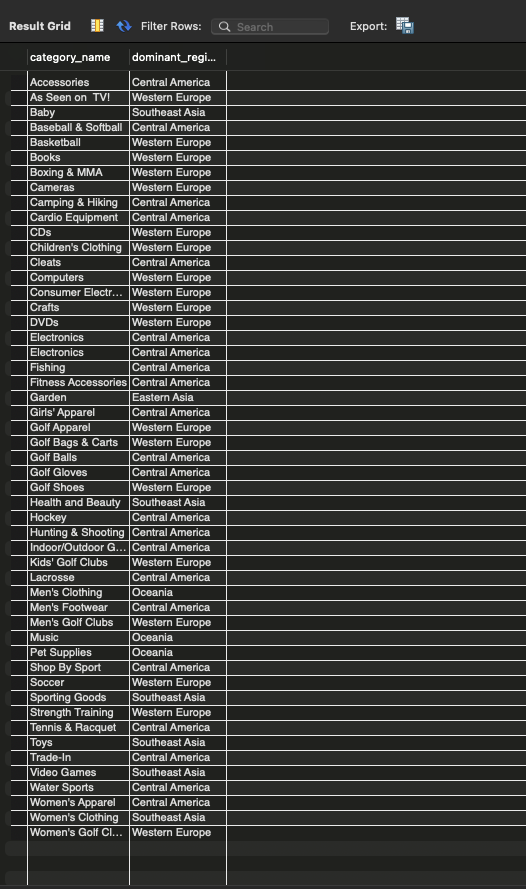 Result Grid Filter Rows: Search Export:
category_name dominant_regi...
Accessories Central America
As Seen on  TV! Western Europe
Baby Southeast Asia
Baseball & Softball Central America
Basketball Western Europe
Books Western Europe
Boxing & MMA Western Europe
Cameras Western Europe
Camping & Hiking Central America
Cardio Equipment Central America
CDs Western Europe
Children's Clothing Western Europe
Cleats Central America
Computers Western Europe
Consumer Electr... Western Europe
Crafts Western Europe
DVDs Western Europe
Electronics Central America
Electronics Central America
Fishing Central America
Fitness Accessories Central America
Garden Eastern Asia
Girls' Apparel Central America
Golf Apparel Western Europe
Golf Bags & Carts Western Europe
Golf Balls Central America
Golf Gloves Central America
Golf Shoes Western Europe
Health and Beauty Southeast Asia
Hockey Central America
Hunting & Shooting Central America
Indoor/Outdoor G... Central America
Kids' Golf Clubs Western Europe
Lacrosse Central America
Men's Clothing Oceania
Men's Footwear Central America
Men's Golf Clubs Western Europe
Music Oceania
Pet Supplies Oceania
Shop By Sport Central America
Soccer Western Europe
Sporting Goods Southeast Asia
Strength Training Western Europe
Tennis & Racquet Central America
Toys Southeast Asia
Trade-In Central America
Video Games Southeast Asia
Water Sports Central America
Women's Apparel Central America
Women's Clothing Southeast Asia
Women's Golf Cl... Western Europe